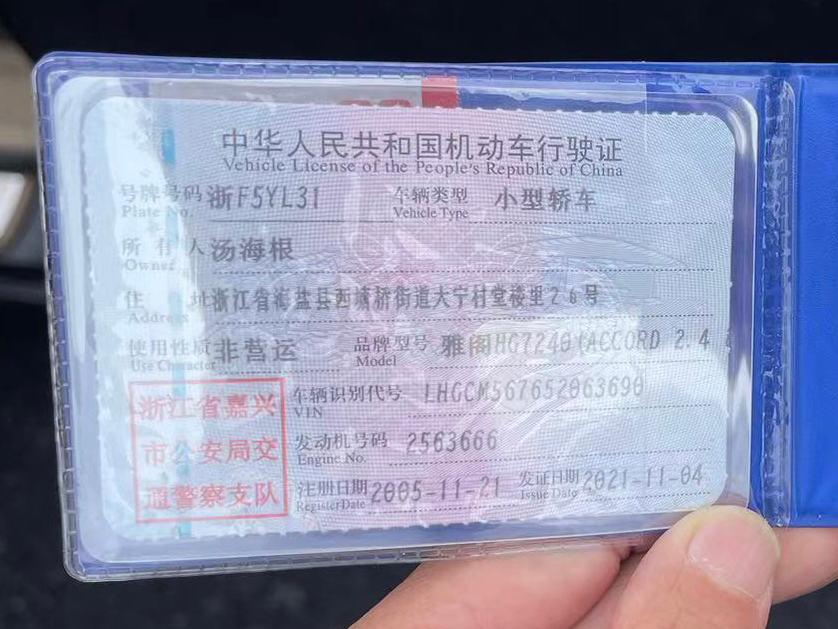 中华人民共和国机动车行驶证
Vehicle License of the People's Republic of China
号牌号码 浙F5YL31 车辆类型 小型轿车
Plate No. Vehicle Type
所有人 汤海根
Owner
住址 浙江省海盐县西塘桥街道大宁村堂楼里26号
Address
使用性质 非营运 品牌型号 雅阁HG7240(ACCORD 2.4
Use Character Model
浙江省嘉兴
市公安局交
通警察支队
车辆识别代号 LHGCM567652063690
VIN
发动机号码 2563666
Engine No.
注册日期 2005-11-21 发证日期 2021-11-04
Register Date Issue Date